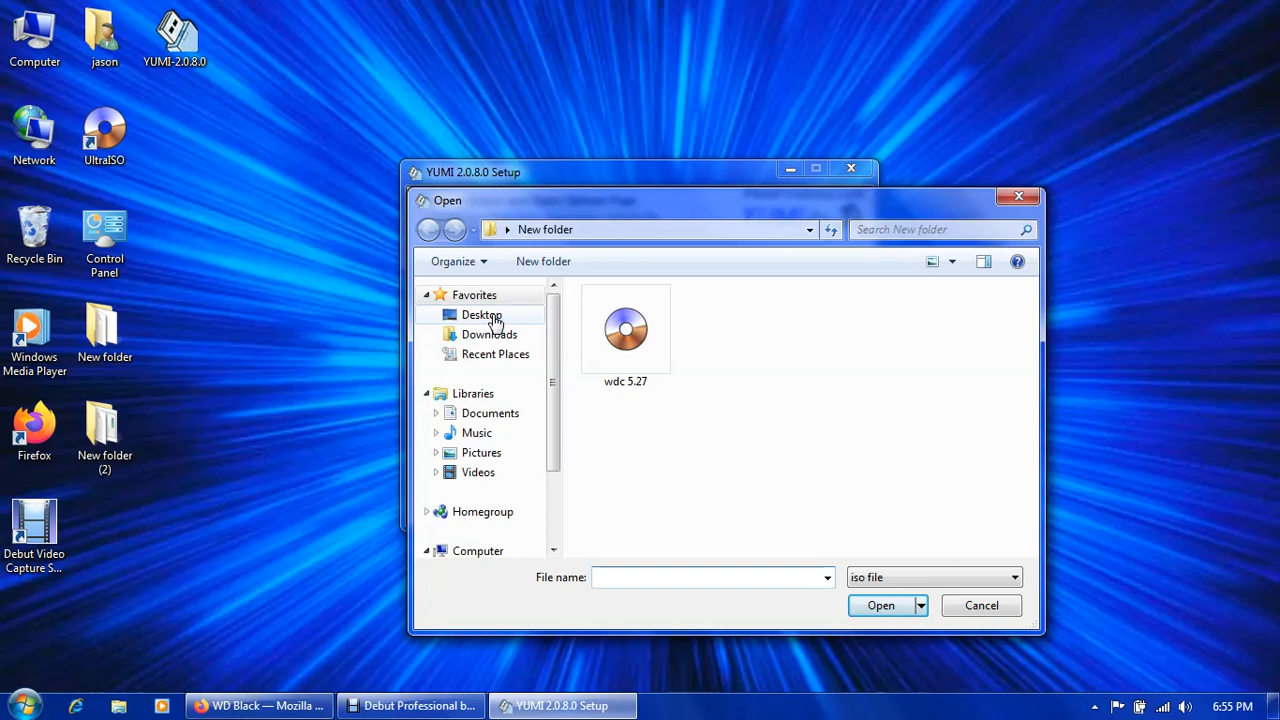 Computer
jason
YUMI-2.0.8.0
Network
UltraISO
Recycle Bin
Control
Panel
Windows
Media Player
New folder
Firefox
New folder
(2)
Debut Video
Capture S...
YUMI 2.0.8.0 Setup
Open
New folder
Search New folder
Organize
New folder
Favorites
Desktop
Downloads
Recent Places
Libraries
Documents
Music
Pictures
Videos
Homegroup
Computer
wdc 5.27
File name:
iso file
Open
Cancel
WD Black — Mozilla ...
Debut Professional b...
YUMI 2.0.8.0 Setup
6:55 PM